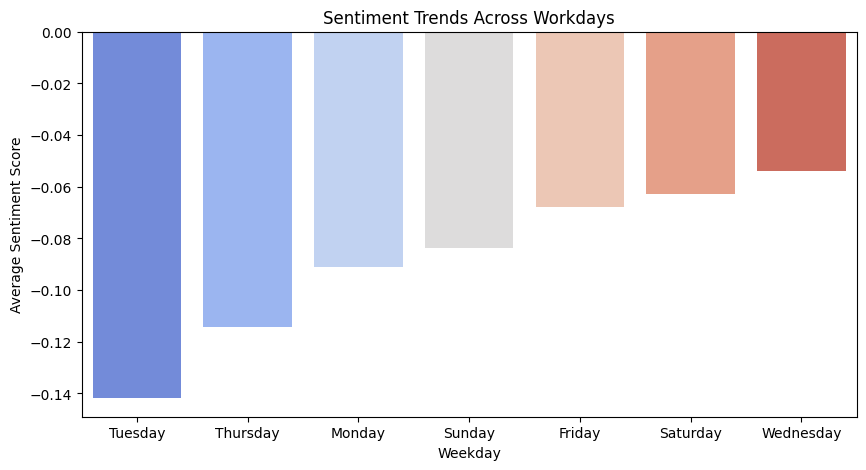 Sentiment Trends Across Workdays
Average Sentiment Score
0.00
−0.02
−0.04
−0.06
−0.08
−0.10
−0.12
−0.14
Tuesday Thursday Monday Sunday Friday Saturday Wednesday
Weekday